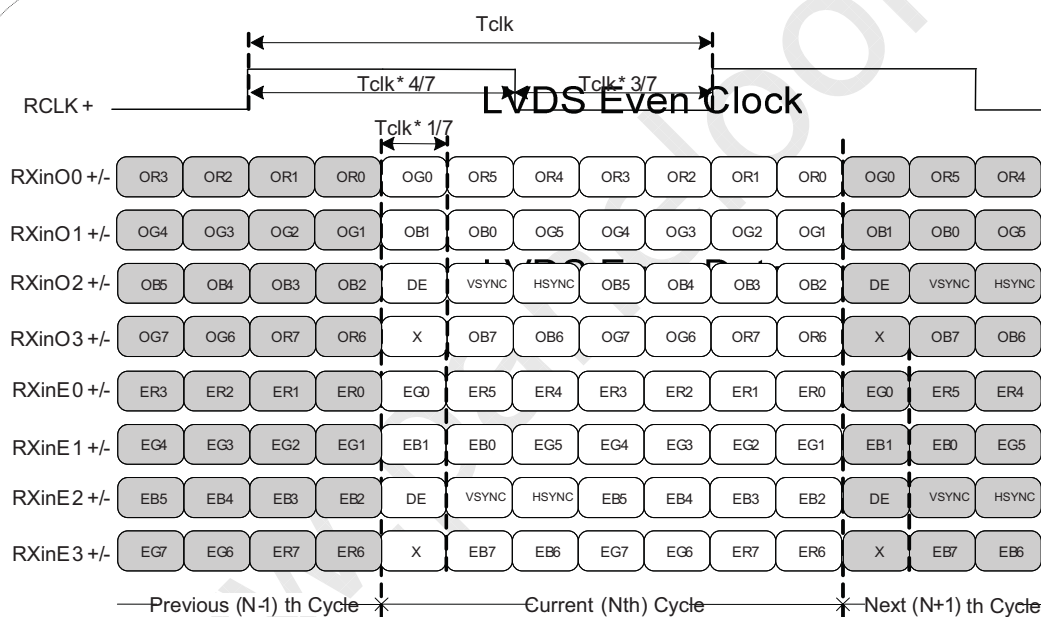 Tclk
Tclk* 4/7 Tclk* 3/7
RCLK + LVDS Even Clock
Tclk* 1/7
RXinO0 +/- OR3 OR2 OR1 OR0 OG0 OR5 OR4 OR3 OR2 OR1 OR0 OG0 OR5 OR4
RXinO1 +/- OG4 OG3 OG2 OG1 OB1 OB0 OG5 OG4 OG3 OG2 OG1 OB1 OB0 OG5
RXinO2 +/- OB5 OB4 OB3 OB2 DE VSYNC HSYNC OB5 OB4 OB3 OB2 DE VSYNC HSYNC
RXinO3 +/- OG7 OG6 OR7 OR6 X OB7 OB6 OG7 OG6 OR7 OR6 X OB7 OB6
RXinE0 +/- ER3 ER2 ER1 ER0 EG0 ER5 ER4 ER3 ER2 ER1 ER0 EG0 ER5 ER4
RXinE1 +/- EG4 EG3 EG2 EG1 EB1 EB0 EG5 EG4 EG3 EG2 EG1 EB1 EB0 EG5
RXinE2 +/- EB5 EB4 EB3 EB2 DE VSYNC HSYNC EB5 EB4 EB3 EB2 DE VSYNC HSYNC
RXinE3 +/- EG7 EG6 ER7 ER6 X EB7 EB6 EG7 EG6 ER7 ER6 X EB7 EB6
Previous (N-1) th Cycle Current (Nth) Cycle Next (N+1) th Cycle